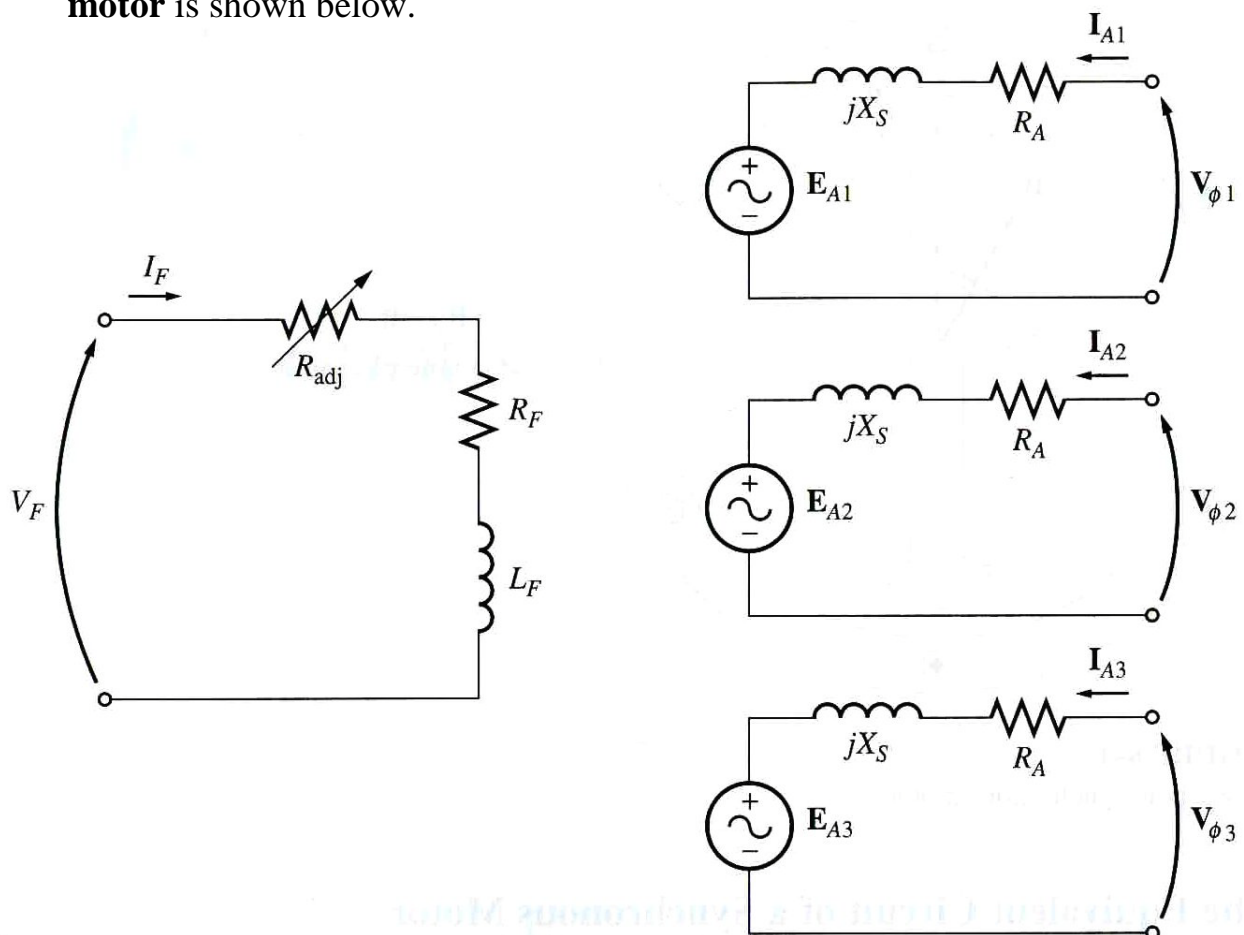 motor is shown below.
I_A1
jX_S
R_A
E_A1
V_ϕ1
I_F
R_adj
R_F
V_F
L_F
I_A2
jX_S
R_A
E_A2
V_ϕ2
I_A3
jX_S
R_A
E_A3
V_ϕ3